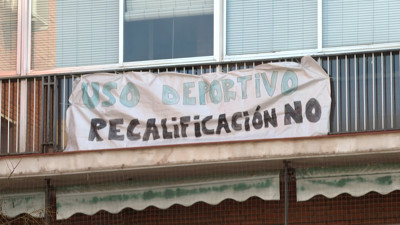 USO DEPORTIVO
RECALIFICACIÓN NO